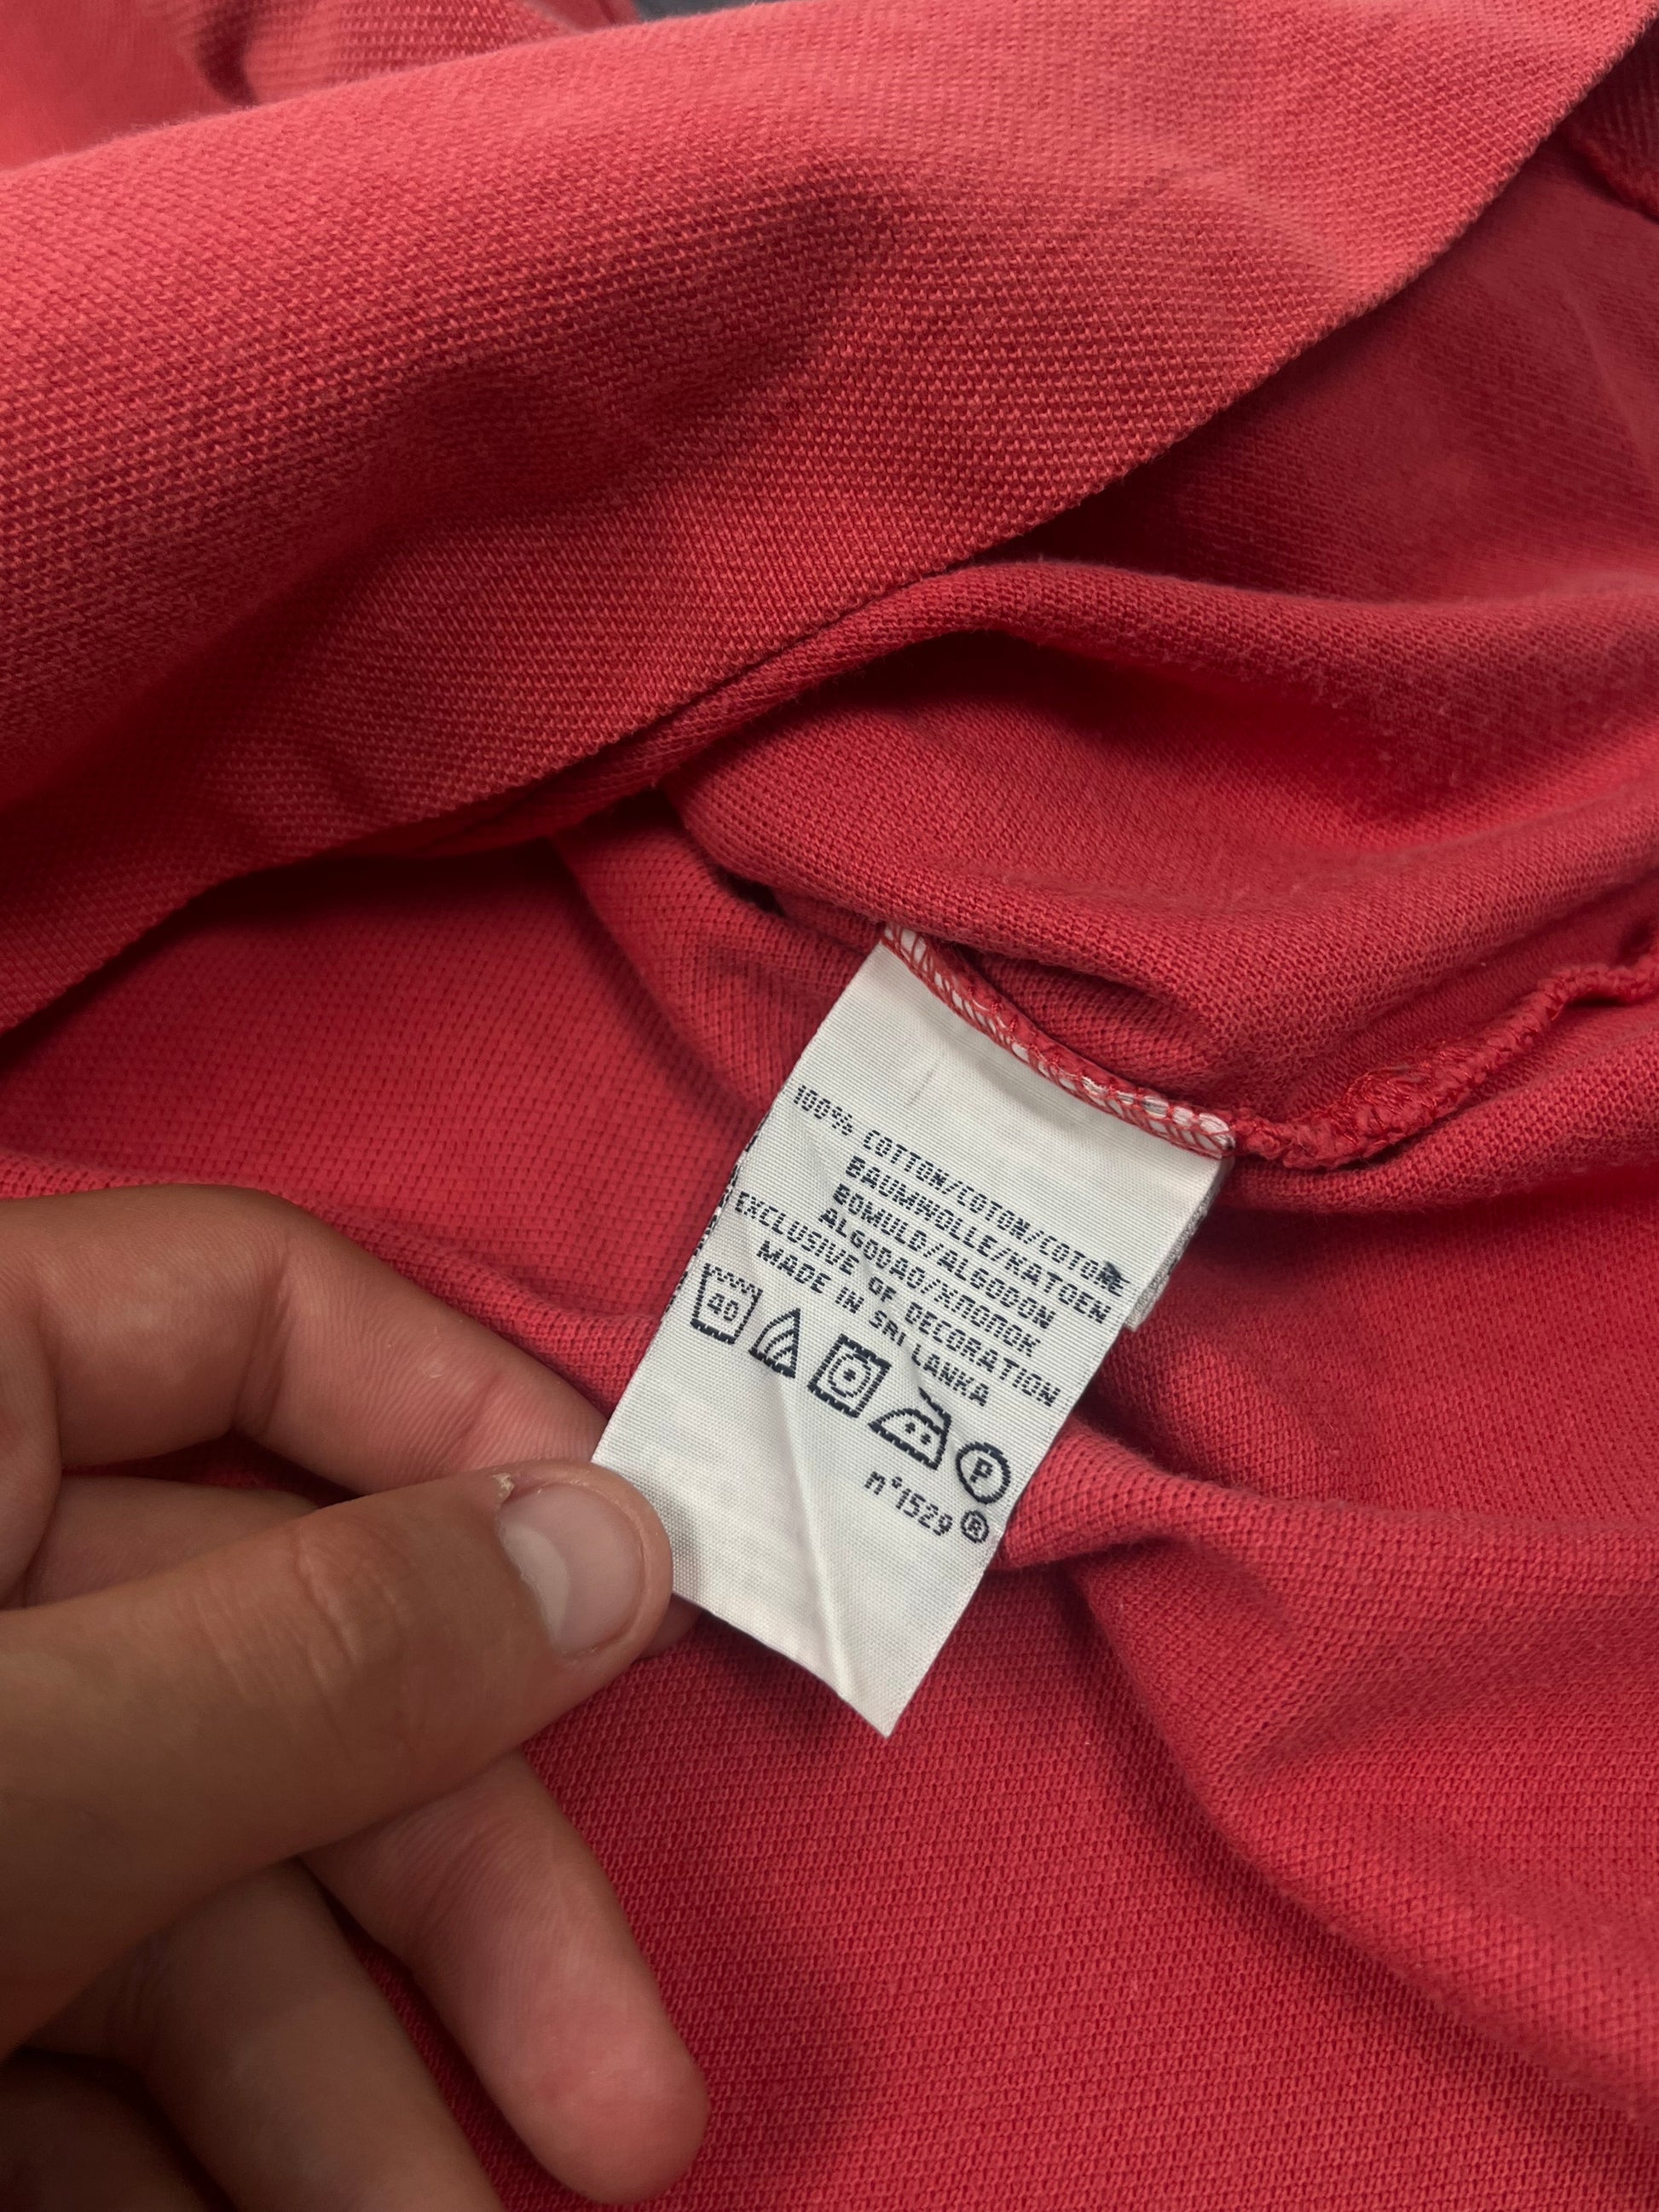 100% COTTON/COTON/COTONE
BAUMWOLLE/KATOEN
BOMULD/ALGODON
ALGODAO/ХЛОПОК
EXCLUSIVE OF DECORATION
MADE IN SRI LANKA
40
P
n°1529 ®